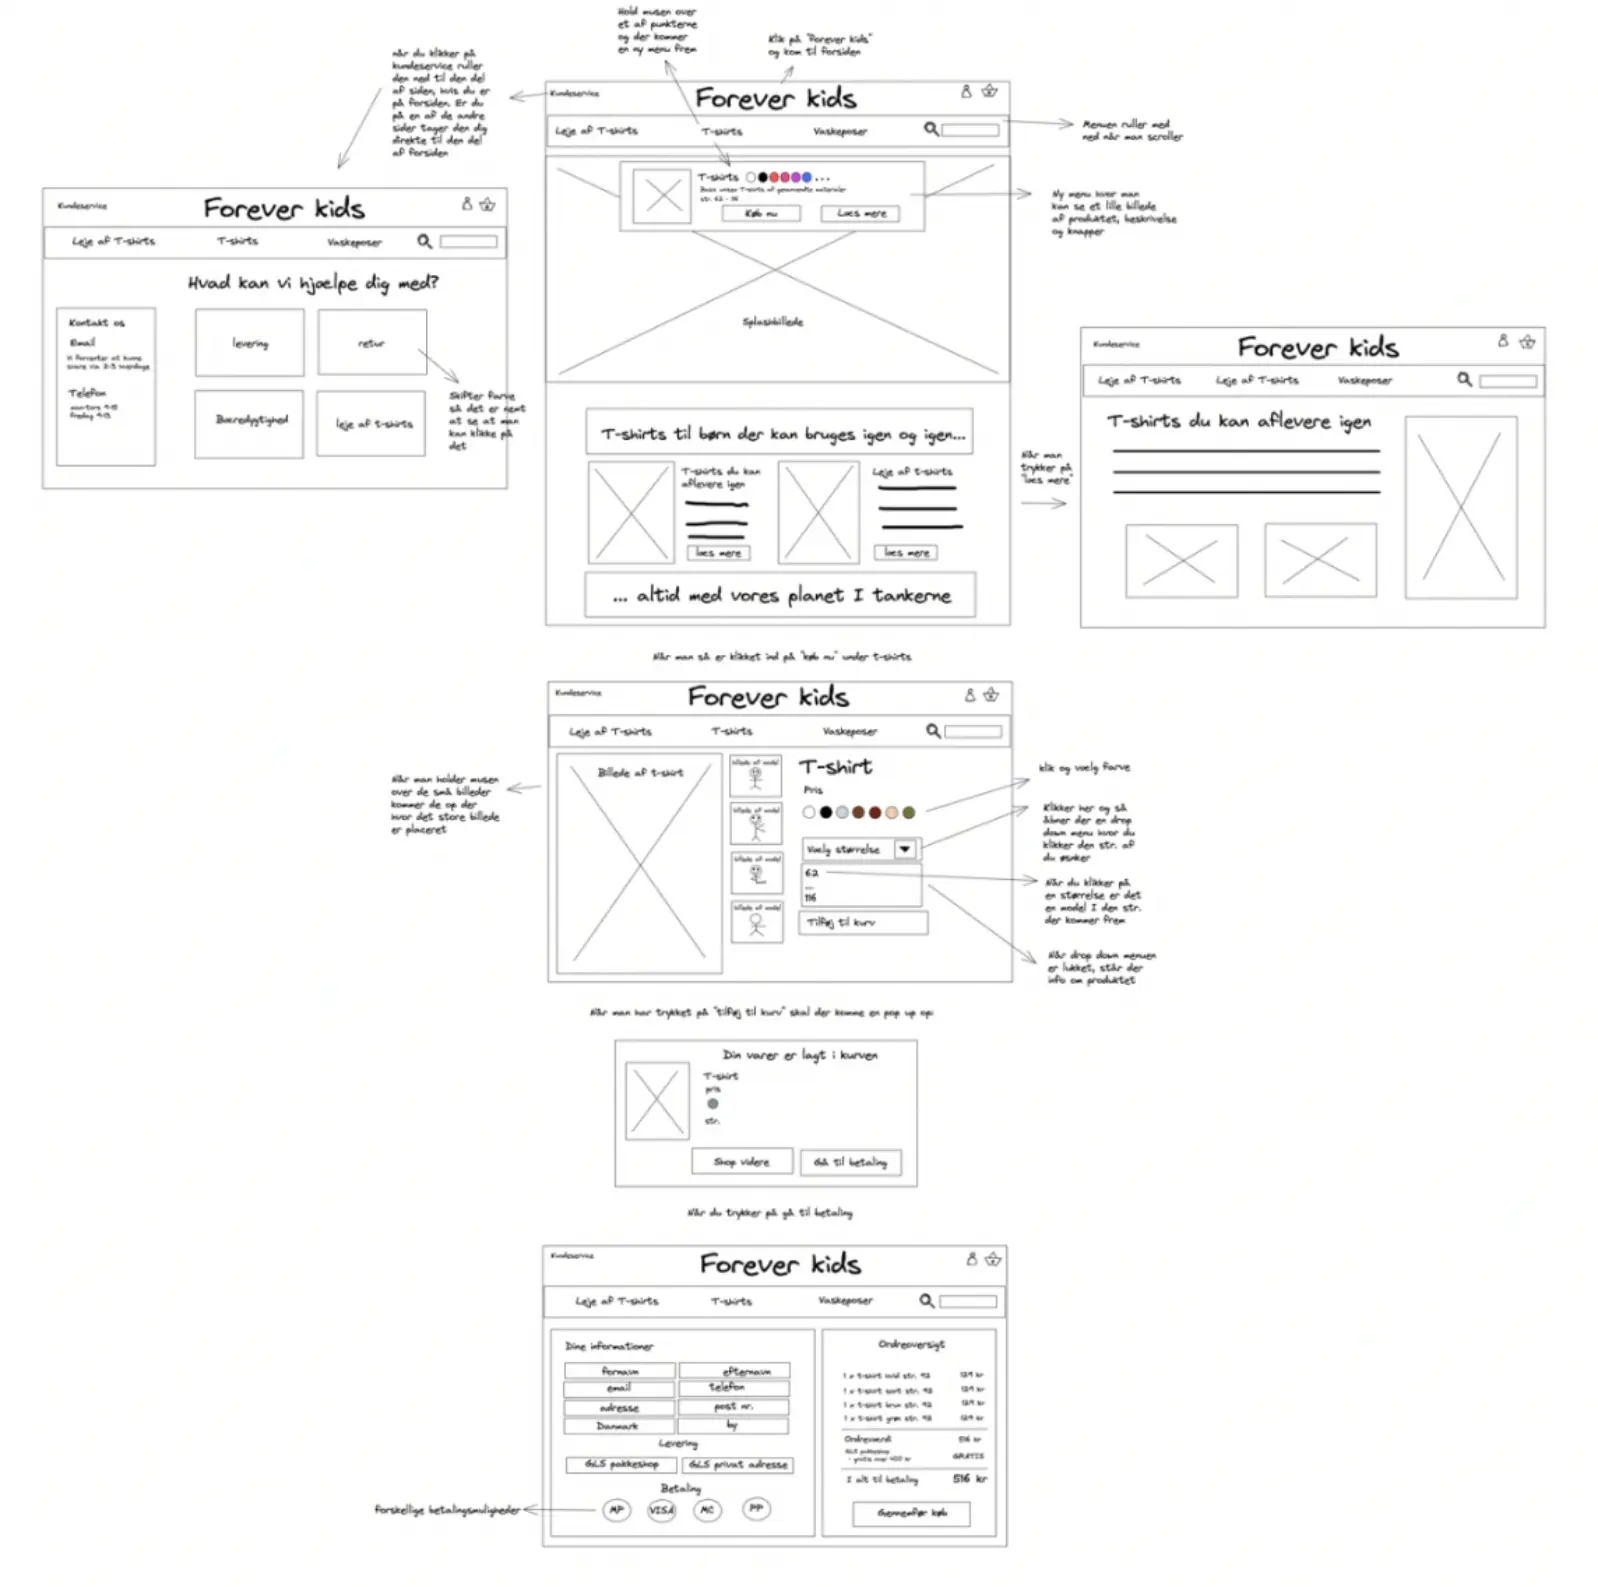 Hold musen over
et af punkterne
og der kommer
en ny menu frem
Klik på "Forever kids"
og kom til forsiden
når du klikker på
kundeservice ruller
den ned til den del
af siden, hvis du er
på forsiden. Er du
på en af de andre
sider tager den dig
direkte til den del
af forsiden
Kundeservice
Forever kids
Leje af T-shirts
T-shirts
Vaskeposer
Menuen ruller med
ned når man scroller
T-shirts
...
str. 62 -
Køb nu
Læs mere
Ny menu hvor man
kan se et lille billede
af produktet, beskrivelse
og knapper
Splashbillede
T-shirts til børn der kan bruges igen og igen...
T-shirts du kan
aflevere igen
læs mere
Leje af t-shirts
læs mere
... altid med vores planet I tankerne
Kundeservice
Forever kids
Leje af T-shirts
T-shirts
Vaskeposer
Hvad kan vi hjælpe dig med?
Kontakt os
Email
Vi forventer at kunne
svare via 2-3 hverdage
Telefon
man-tors 9-15
fredag 9-13
levering
retur
Bæredygtighed
leje af t-shirts
Skifter farve
så det er nemt
at se at man
kan klikke på
det
Når man
trykker på
"læs mere"
Kundeservice
Forever kids
Leje af T-shirts
Leje af T-shirts
Vaskeposer
T-shirts du kan aflevere igen
Når man så er klikket ind på "køb nu" under t-shirts
Kundeservice
Forever kids
Leje af T-shirts
T-shirts
Vaskeposer
Når man holder musen
over de små billeder
kommer de op der
hvor det store billede
er placeret
Billede af t-shirt
billede af model
billede af model
billede af model
billede af model
T-shirt
Pris
Vælg størrelse
62
...
116
Tilføj til kurv
klik og vælg farve
Klikker her og så
åbner der en drop
down menu hvor du
klikker den str. af
du ønsker
Når du klikker på
en størrelse er det
en model I den str.
der kommer frem
Når drop down menuen
er lukket, står der
info om produktet
Når man har trykket på "tilføj til kurv" skal der komme en pop up op:
Din varer er lagt i kurven
T-shirt
pris
str.
Shop videre
Gå til betaling
Når du trykker på gå til betaling
Kundeservice
Forever kids
Leje af T-shirts
T-shirts
Vaskeposer
Dine informationer
fornavn
efternavn
email
telefon
adresse
post nr.
Danmark
by
Levering
GLS pakkeshop
GLS privat adresse
Betaling
MP
VISA
MC
PP
forskellige betalingsmuligheder
Ordreoversigt
1 x t-shirt hvid str. 92 129 kr
1 x t-shirt sort str. 92 129 kr
1 x t-shirt brun str. 92 129 kr
1 x t-shirt grøn str. 92 129 kr
Ordreværdi 516 kr
GLS pakkeshop
- gratis over 400 kr GRATIS
I alt til betaling 516 kr
Gennemfør køb